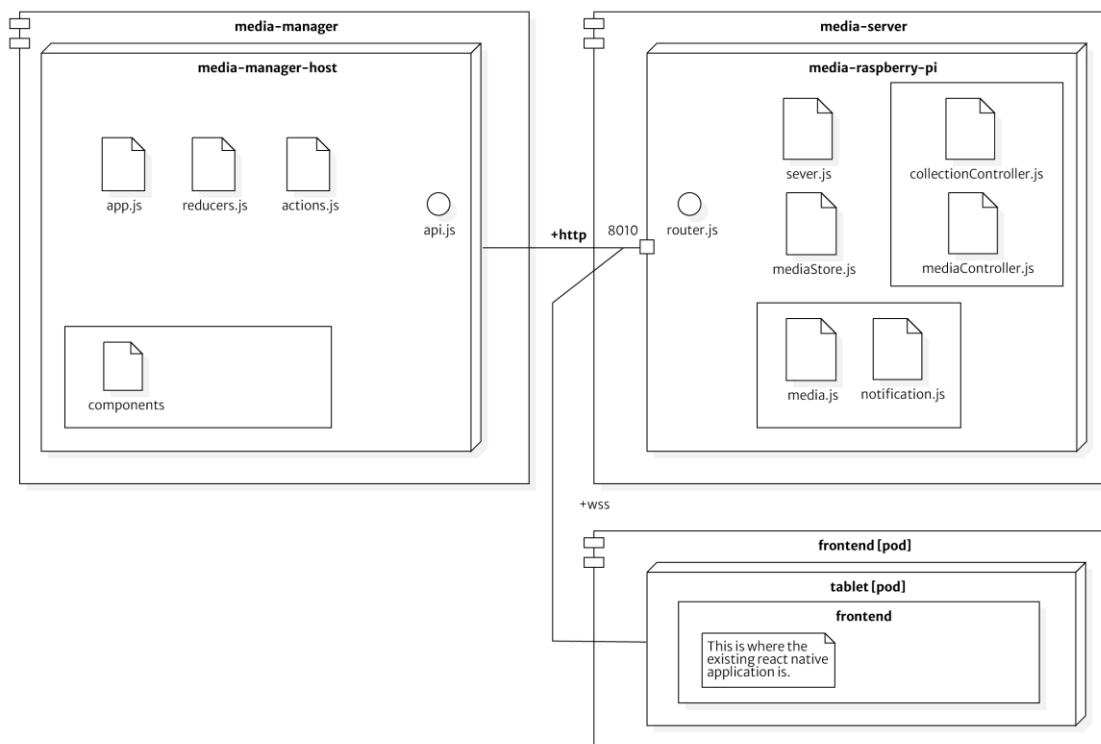 media-manager
media-manager-host
app.js
reducers.js
actions.js
api.js
components
+http
8010
media-server
media-raspberry-pi
sever.js
collectionController.js
router.js
mediaStore.js
mediaController.js
media.js
notification.js
+wss
frontend [pod]
tablet [pod]
frontend
This is where the
existing react native
application is.